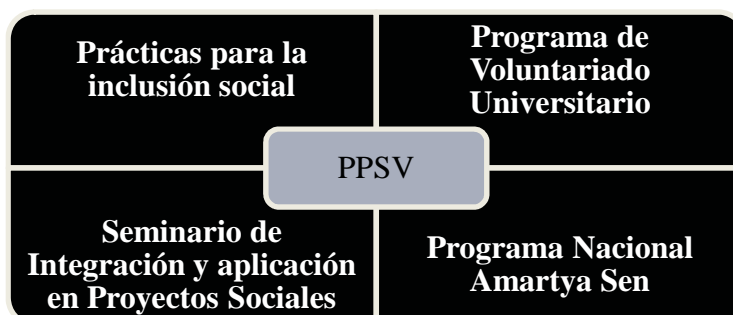 Prácticas para la
inclusión social
Programa de
Voluntariado
Universitario
PPSV
Seminario de
Integración y aplicación
en Proyectos Sociales
Programa Nacional
Amartya Sen